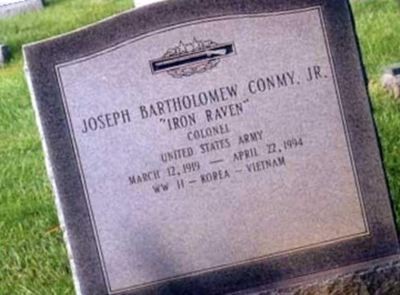 JOSEPH BARTHOLOMEW CONMY, JR.
"IRON RAVEN"
COLONEL
UNITED STATES ARMY
MARCH 12, 1919 — APRIL 22, 1994
WW II – KOREA – VIETNAM